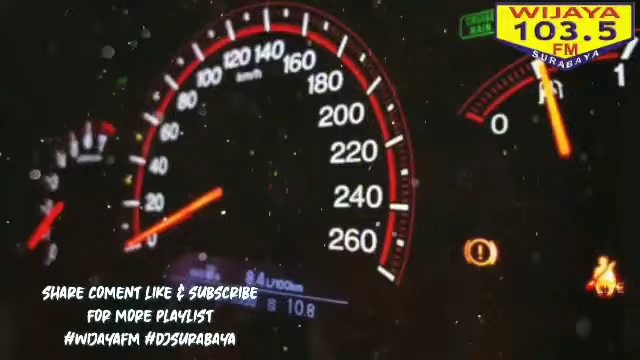 WIJAYA
103.5
FM
SURABAYA
CRUISE
MAIN
120 140
100
km/h
160
80
180
60
200
40
220
20
240
0
260
0
1
8.4 L/100km
10.8
SHARE COMENT LIKE & SUBSCRIBE
FOR MORE PLAYLIST
#WIJAYAFM #DJSURABAYA